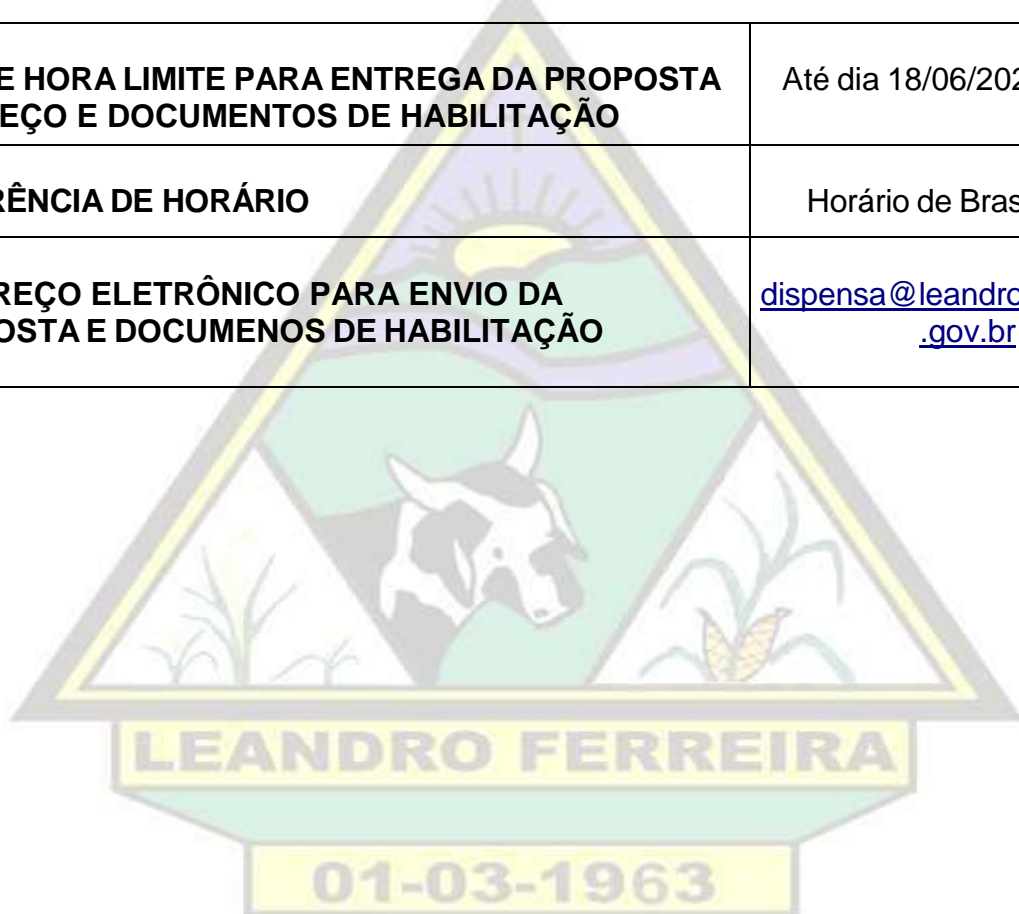 E HORA LIMITE PARA ENTREGA DA PROPOSTA
EÇO E DOCUMENTOS DE HABILITAÇÃO
Até dia 18/06/202
RÊNCIA DE HORÁRIO
Horário de Bras
REÇO ELETRÔNICO PARA ENVIO DA
OSTA E DOCUMENOS DE HABILITAÇÃO
dispensa@leandro
.gov.br
LEANDRO FERREIRA
01-03-1963